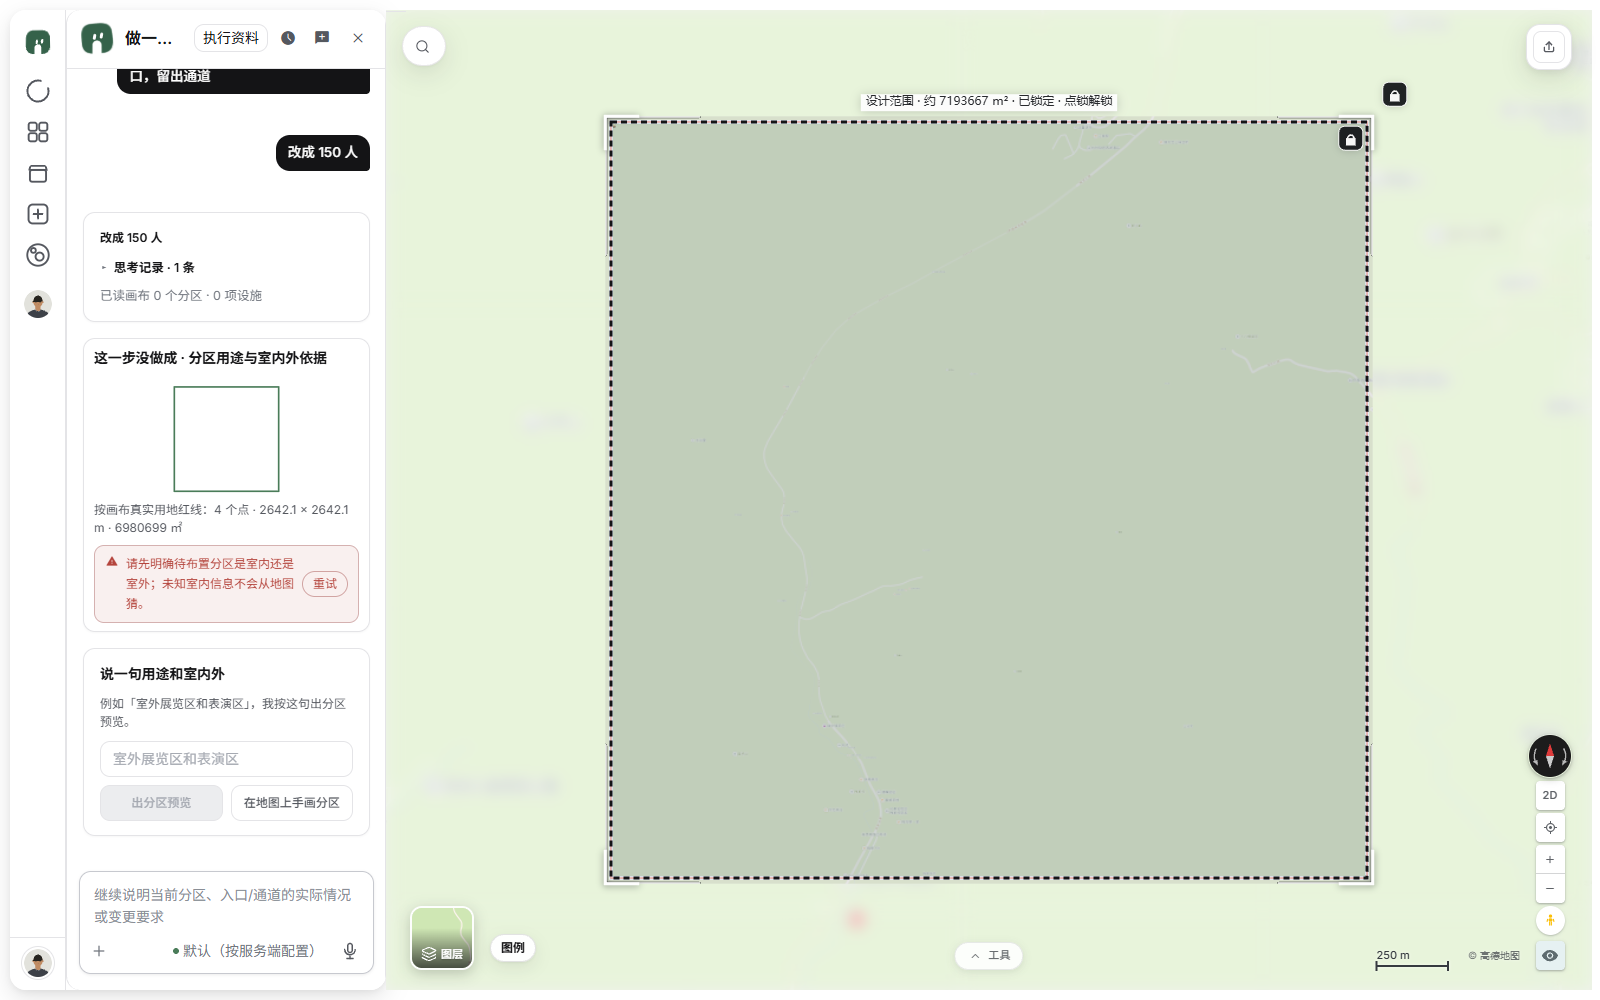 做一...
执行资料
口，留出通道
改成 150 人
改成 150 人
思考记录 · 1 条
已读画布 0 个分区 · 0 项设施
这一步没做成 · 分区用途与室内外依据
按画布真实用地红线：4 个点 · 2642.1 × 2642.1
m · 6980699 ㎡
请先明确待布置分区是室内还是
室外；未知室内信息不会从地图
猜。
重试
说一句用途和室内外
例如「室外展览区和表演区」，我按这句出分区
预览。
室外展览区和表演区
出分区预览
在地图上手画分区
继续说明当前分区、入口/通道的实际情况
或变更要求
默认（按服务端配置）
设计范围 · 约 7193667 m² · 已锁定 · 点锁解锁
图层
图例
工具
250 m
© 高德地图
2D